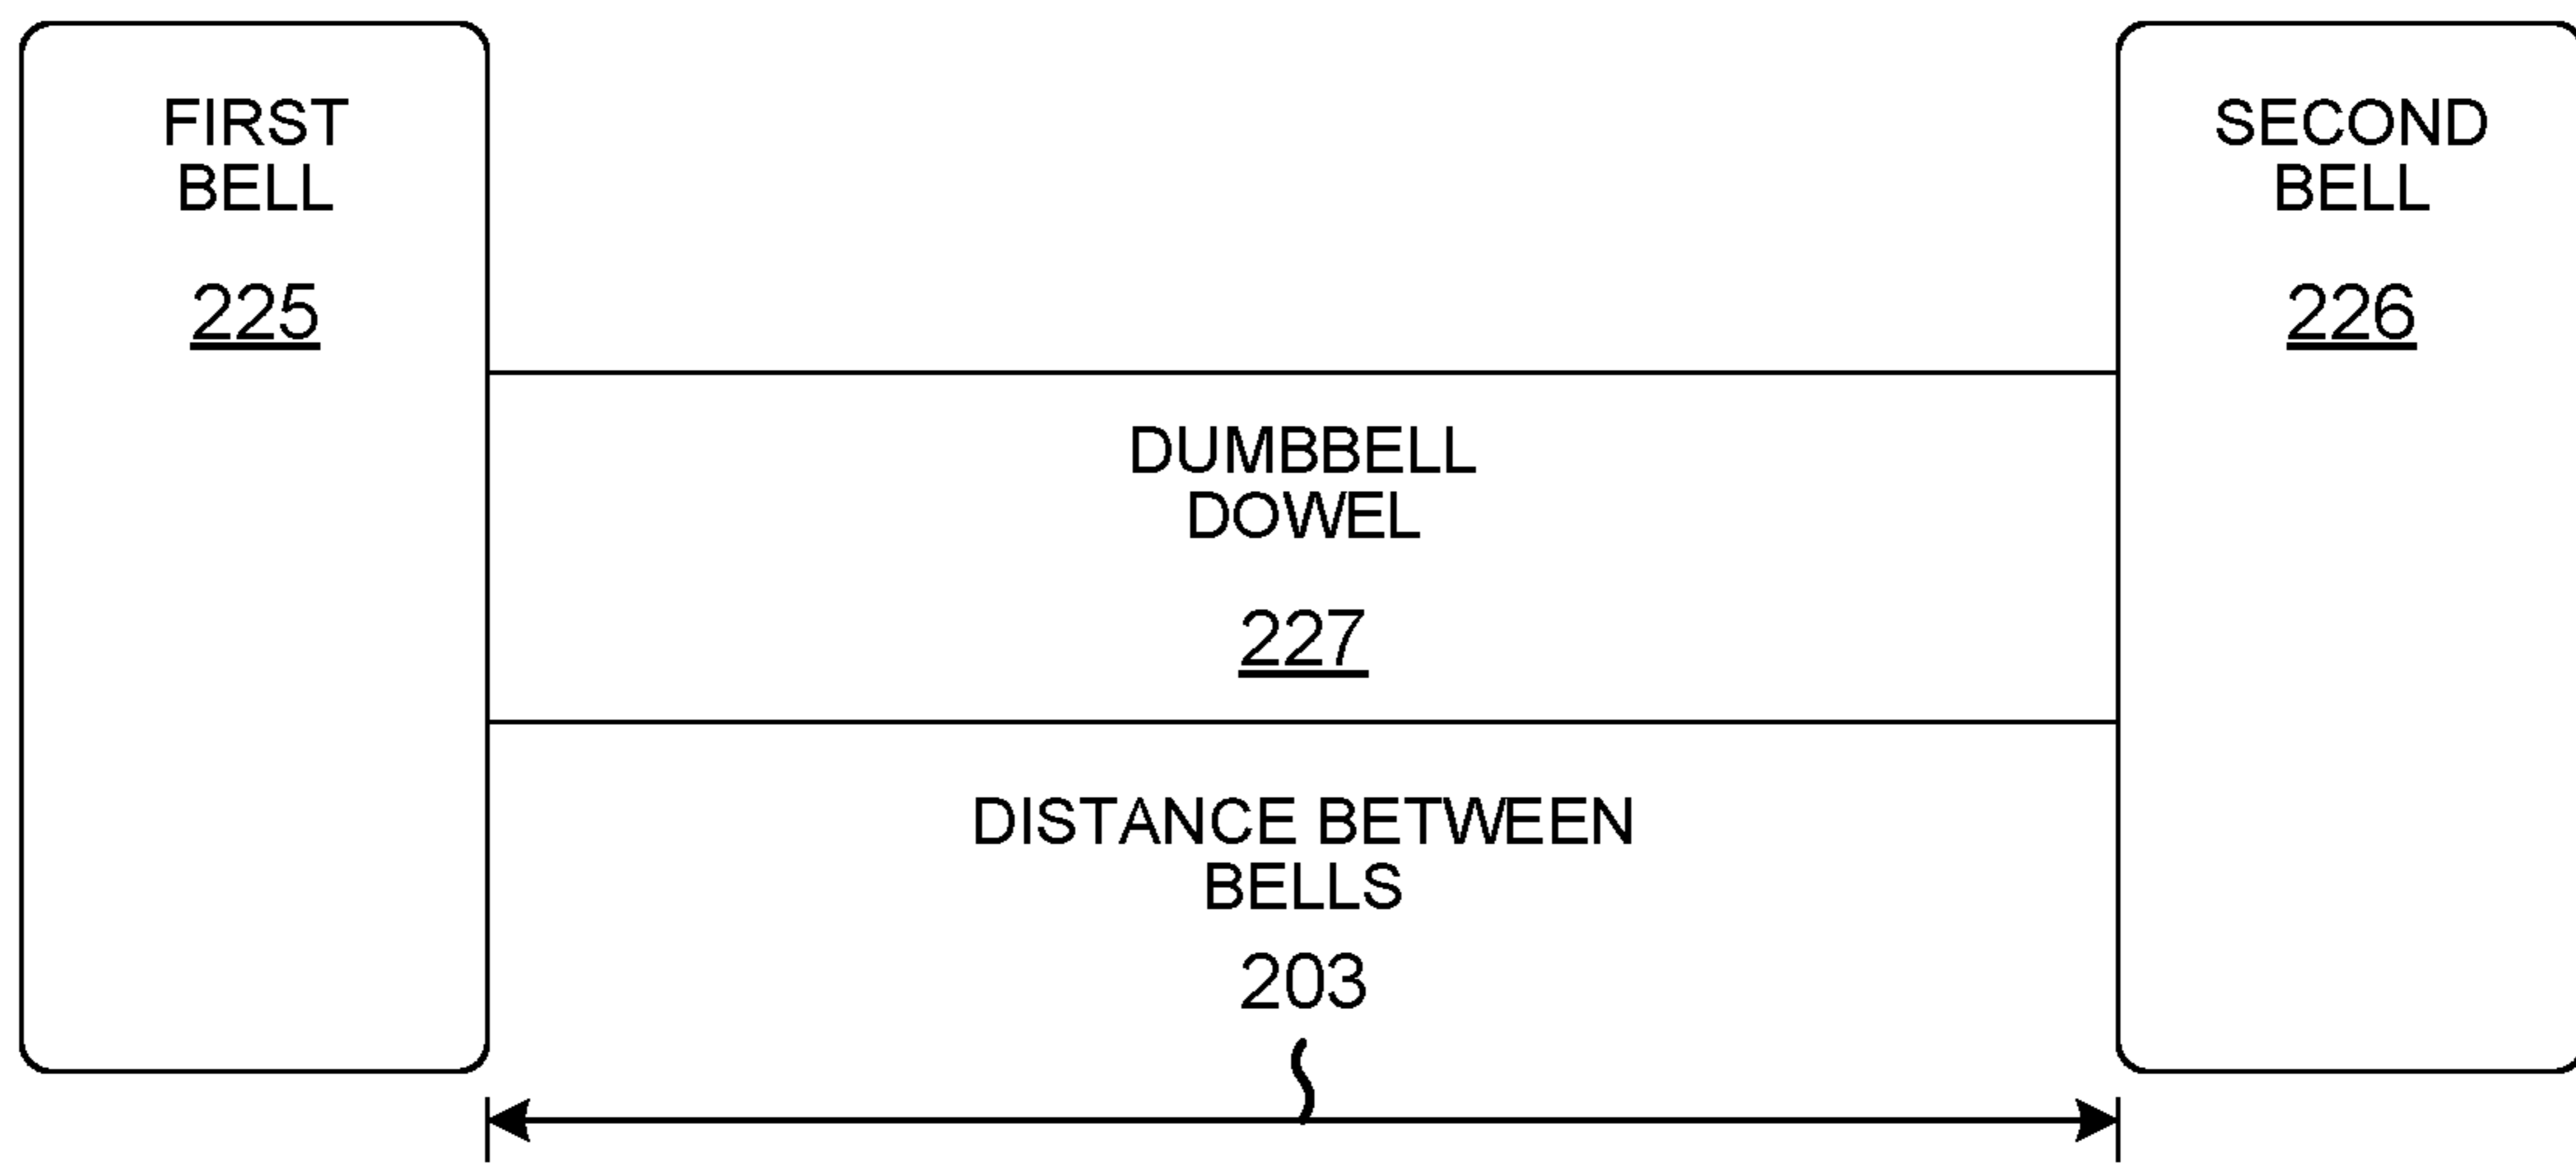 FIRST
BELL
225
SECOND
BELL
226
DUMBBELL
DOWEL
227
DISTANCE BETWEEN
BELLS
203